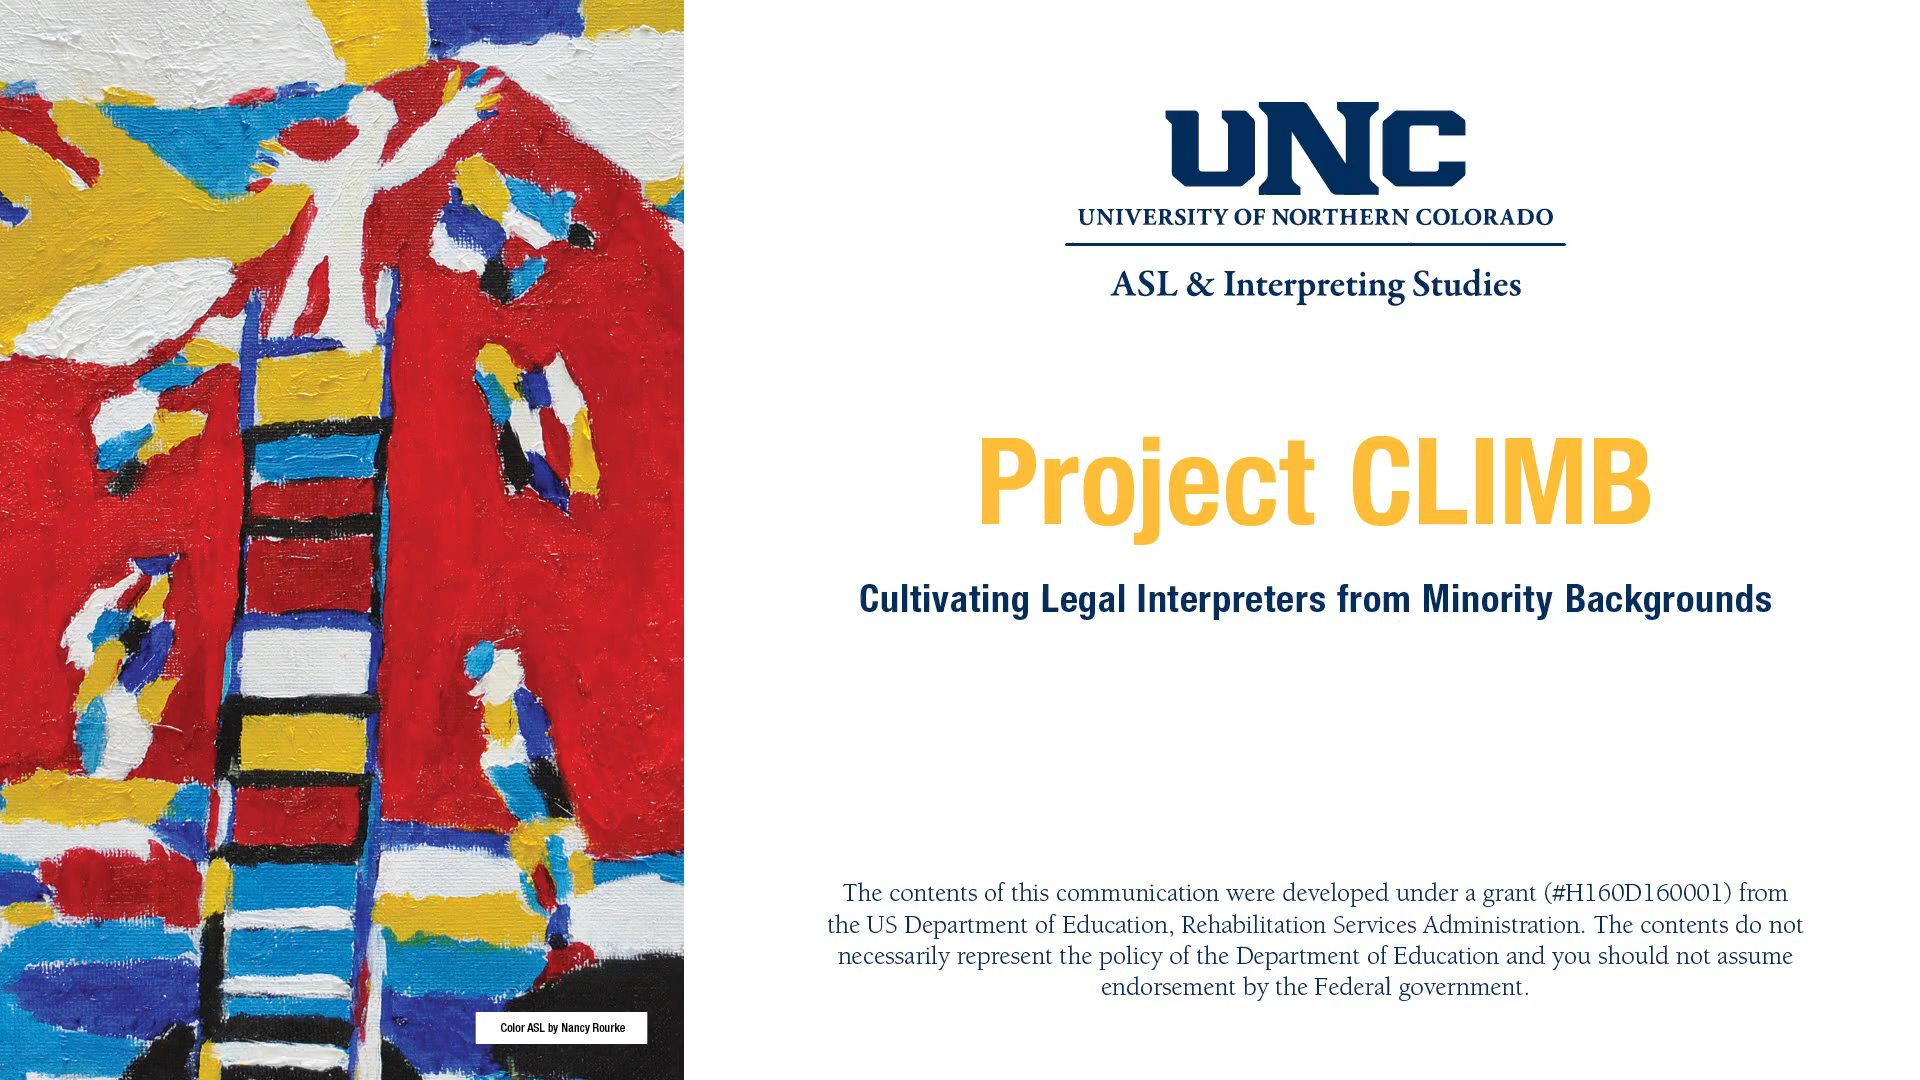 UNC
UNIVERSITY OF NORTHERN COLORADO
ASL & Interpreting Studies
Project CLIMB
Cultivating Legal Interpreters from Minority Backgrounds
The contents of this communication were developed under a grant (#H160D160001) from
the US Department of Education, Rehabilitation Services Administration. The contents do not
necessarily represent the policy of the Department of Education and you should not assume
endorsement by the Federal government.
Color ASL by Nancy Rourke